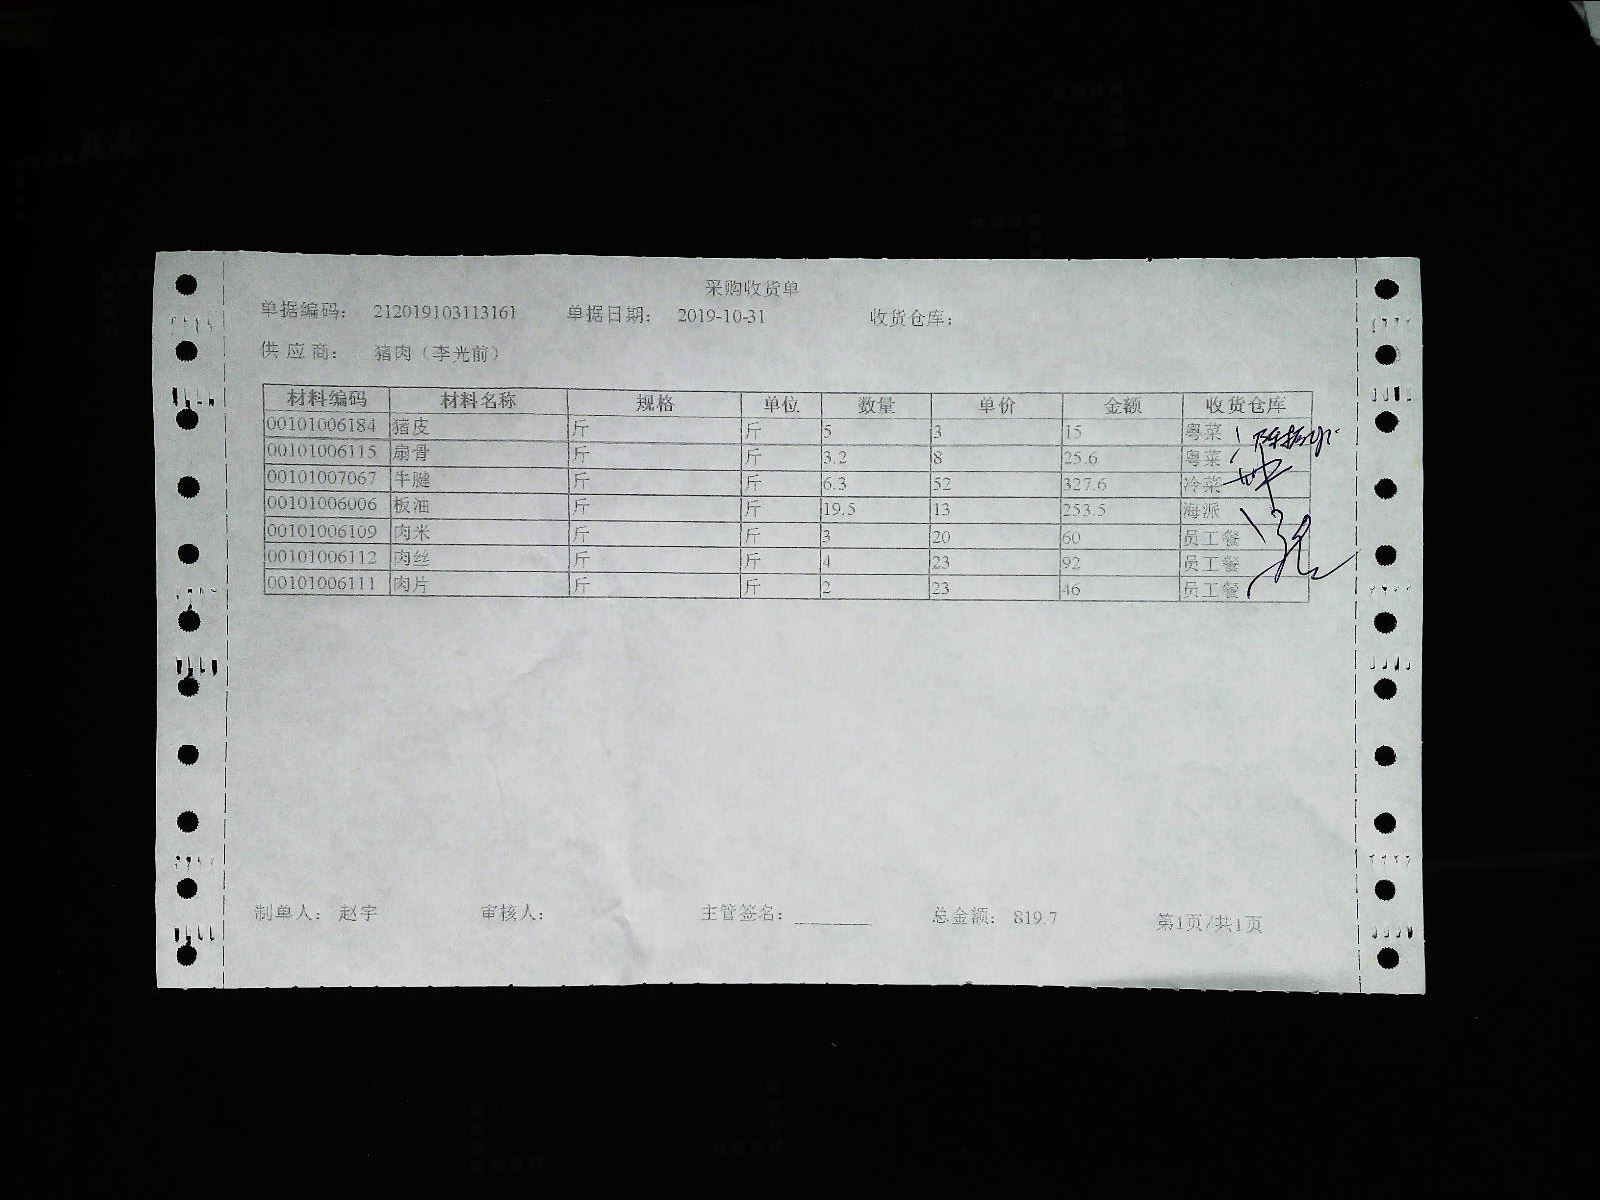 采购收货单
单据编码： 212019103113161 单据日期： 2019-10-31 收货仓库：
供 应 商： 猪肉（李光前）
材料编码 材料名称 规格 单位 数量 单价 金额 收货仓库
00101006184 猪皮 斤 斤 5 3 15 粤菜
00101006115 扇骨 斤 斤 3.2 8 25.6 粤菜
00101007067 牛腱 斤 斤 6.3 52 327.6 冷菜
00101006006 板油 斤 斤 19.5 13 253.5 海派
00101006109 肉米 斤 斤 3 20 60 员工餐
00101006112 肉丝 斤 斤 4 23 92 员工餐
00101006111 肉片 斤 斤 2 23 46 员工餐
制单人： 赵宇 审核人： 主管签名：________ 总金额： 819.7 第1页/共1页